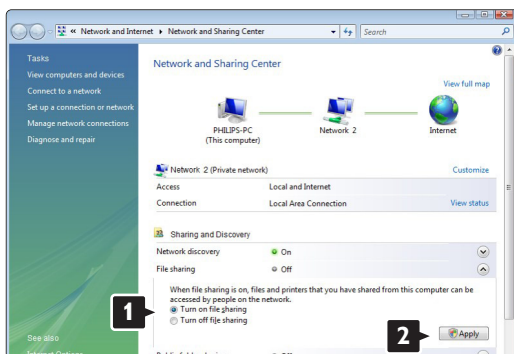 « Network and Internet ▸ Network and Sharing Center
Search
Tasks
View computers and devices
Connect to a network
Set up a connection or network
Manage network connections
Diagnose and repair
See also
Network and Sharing Center
View full map
PHILIPS-PC
(This computer)
Network 2
Internet
Network 2 (Private network)
Customize
Access
Local and Internet
Connection
Local Area Connection
View status
Sharing and Discovery
Network discovery
On
File sharing
Off
When file sharing is on, files and printers that you have shared from this computer can be
accessed by people on the network.
1
Turn on file sharing
Turn off file sharing
2
Apply